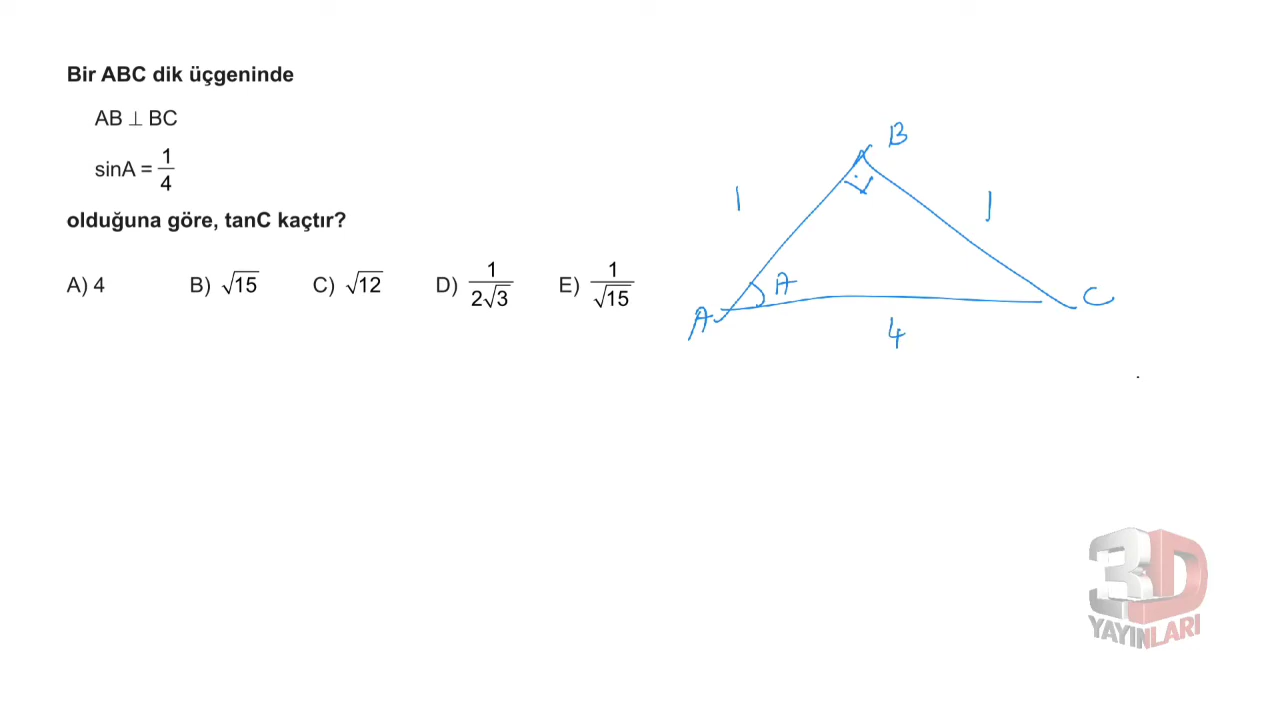 Bir ABC dik üçgeninde
AB ⊥ BC
sinA = 1/4
olduğuna göre, tanC kaçtır?
A) 4 B) √15 C) √12 D) 1/(2√3) E) 1/√15
B
1 1
A
A C
4
3D
YAYINLARI